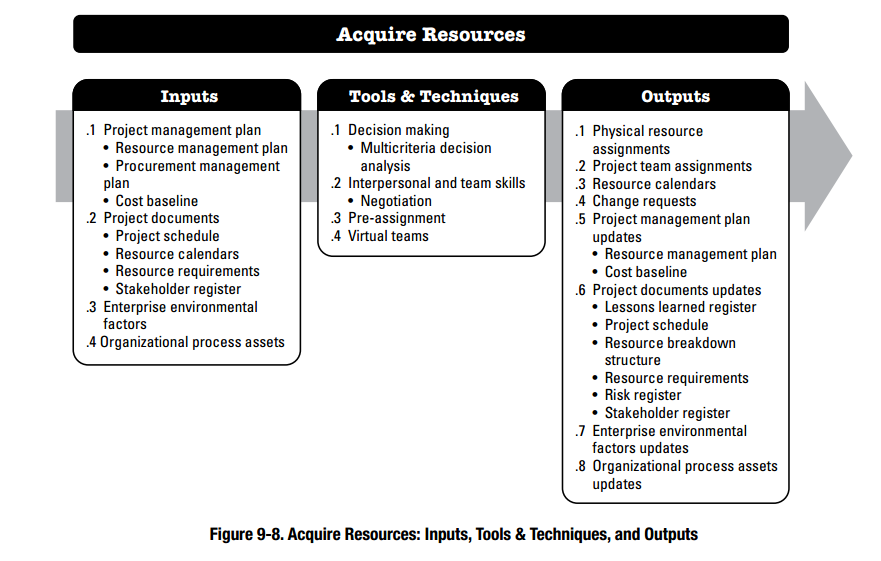 Acquire Resources
Inputs
.1 Project management plan
• Resource management plan
• Procurement management
plan
• Cost baseline
.2 Project documents
• Project schedule
• Resource calendars
• Resource requirements
• Stakeholder register
.3 Enterprise environmental
factors
.4 Organizational process assets
Tools & Techniques
.1 Decision making
• Multicriteria decision
analysis
.2 Interpersonal and team skills
• Negotiation
.3 Pre-assignment
.4 Virtual teams
Outputs
.1 Physical resource
assignments
.2 Project team assignments
.3 Resource calendars
.4 Change requests
.5 Project management plan
updates
• Resource management plan
• Cost baseline
.6 Project documents updates
• Lessons learned register
• Project schedule
• Resource breakdown
structure
• Resource requirements
• Risk register
• Stakeholder register
.7 Enterprise environmental
factors updates
.8 Organizational process assets
updates
Figure 9-8. Acquire Resources: Inputs, Tools & Techniques, and Outputs